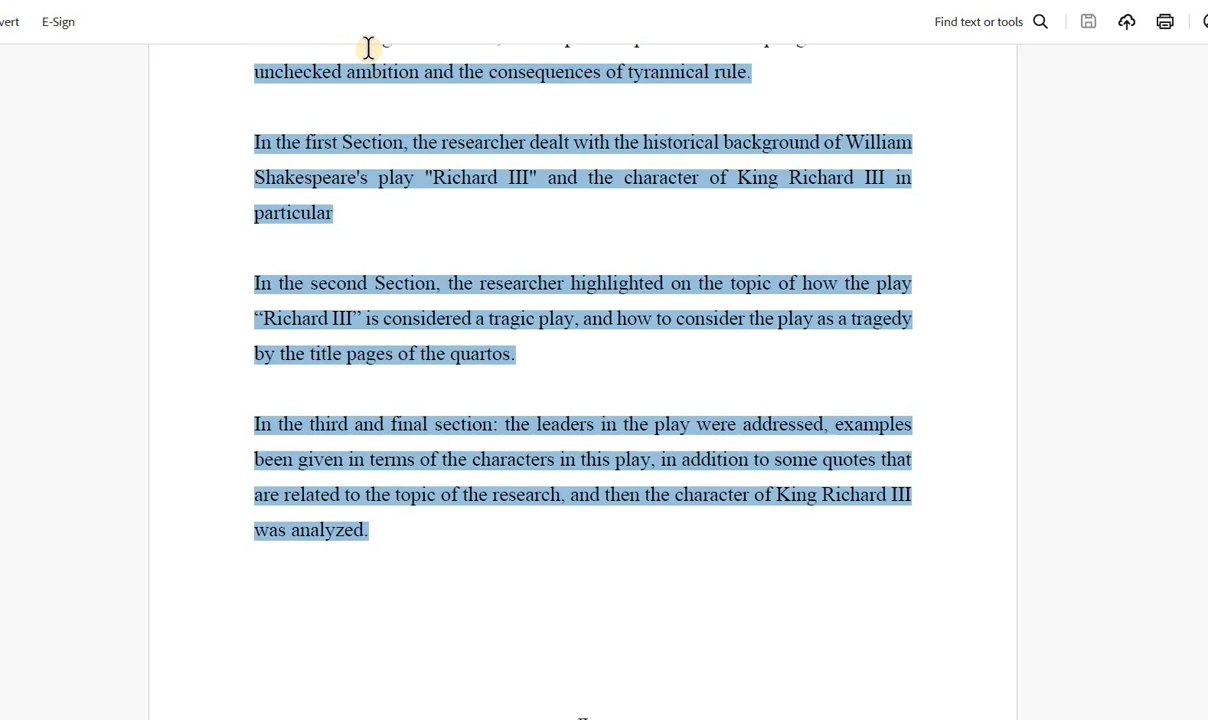 vert E-Sign Find text or tools
unchecked ambition and the consequences of tyrannical rule.
In the first Section, the researcher dealt with the historical background of William
Shakespeare's play "Richard III" and the character of King Richard III in
particular
In the second Section, the researcher highlighted on the topic of how the play
“Richard III” is considered a tragic play, and how to consider the play as a tragedy
by the title pages of the quartos.
In the third and final section: the leaders in the play were addressed, examples
been given in terms of the characters in this play, in addition to some quotes that
are related to the topic of the research, and then the character of King Richard III
was analyzed.